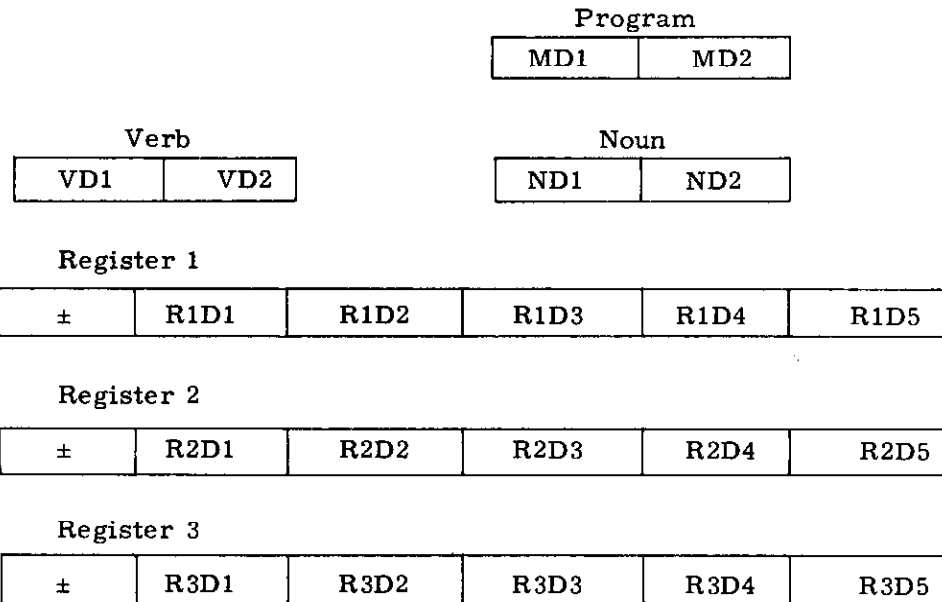 Program
MD1 MD2
Verb Noun
VD1 VD2 ND1 ND2
Register 1
± R1D1 R1D2 R1D3 R1D4 R1D5
Register 2
± R2D1 R2D2 R2D3 R2D4 R2D5
Register 3
± R3D1 R3D2 R3D3 R3D4 R3D5